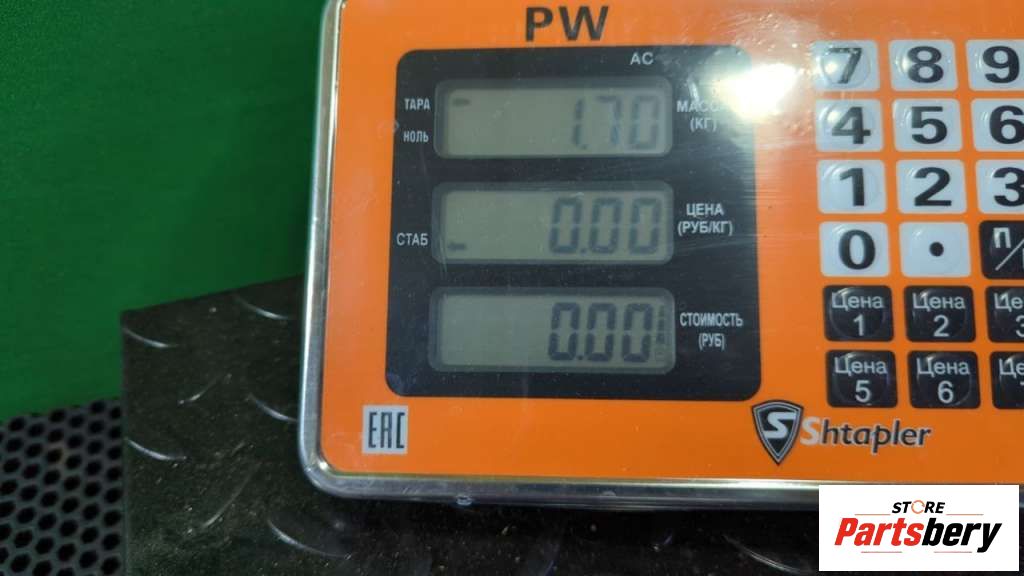 PW
AC
ТАРА
НОЛЬ
1.70
МАССА
(КГ)
СТАБ
0.00
ЦЕНА
(РУБ/КГ)
0.00
СТОИМОСТЬ
(РУБ)
7 8 9
4 5 6
1 2 3
0 .
Цена 1
Цена 2
Цена 5
Цена 6
EAC
S Shtapler
STORE
Partsbery